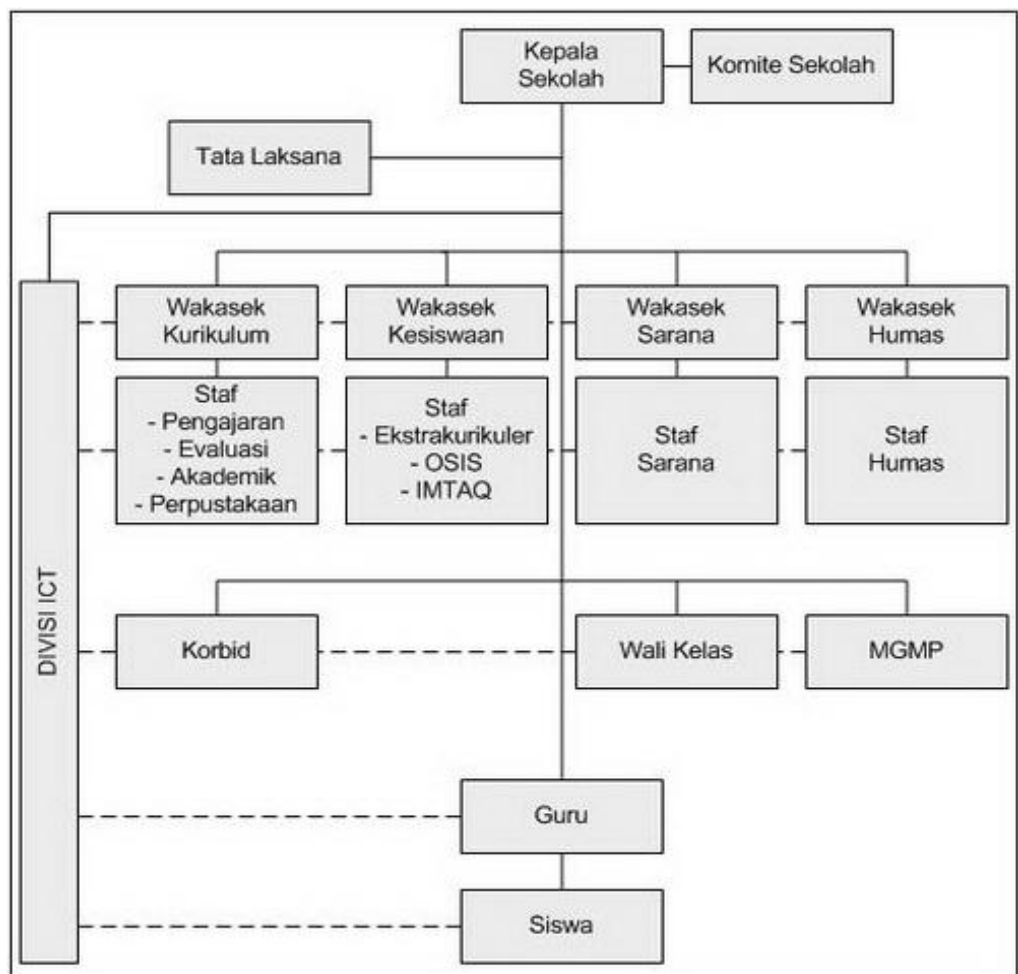 Kepala
Sekolah
Komite Sekolah
Tata Laksana
DIVISI ICT
Wakasek
Kurikulum
Wakasek
Kesiswaan
Wakasek
Sarana
Wakasek
Humas
Staf
- Pengajaran
- Evaluasi
- Akademik
- Perpustakaan
Staf
- Ekstrakurikuler
- OSIS
- IMTAQ
Staf
Sarana
Staf
Humas
Korbid
Wali Kelas
MGMP
Guru
Siswa